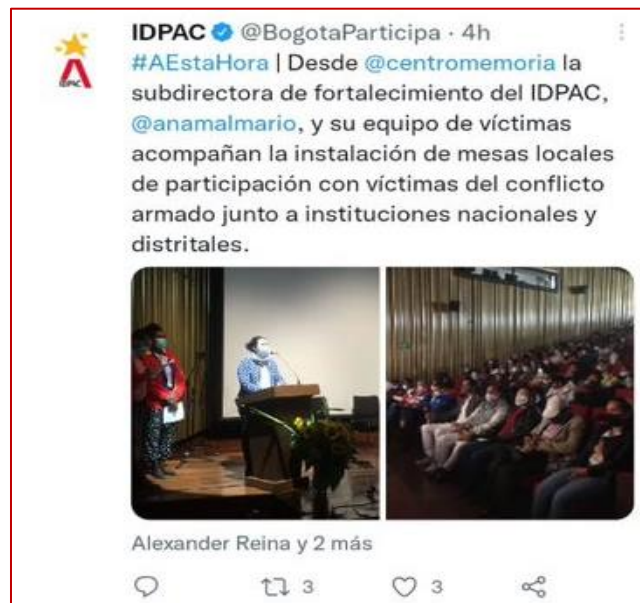 IDPAC @BogotaParticipa · 4h
#AEstaHora | Desde @centromemoria la
subdirectora de fortalecimiento del IDPAC,
@anamalmario, y su equipo de víctimas
acompañan la instalación de mesas locales
de participación con víctimas del conflicto
armado junto a instituciones nacionales y
distritales.
IDPAC
Alexander Reina y 2 más
3 3